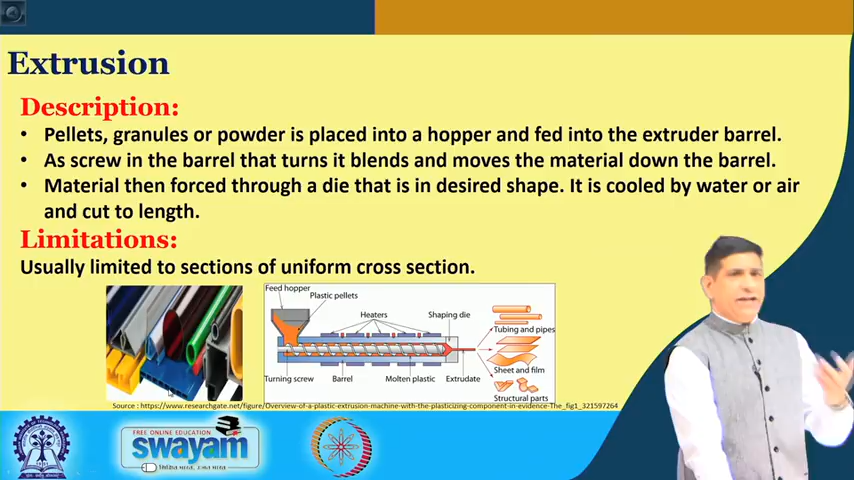 Extrusion
Description:
• Pellets, granules or powder is placed into a hopper and fed into the extruder barrel.
• As screw in the barrel that turns it blends and moves the material down the barrel.
• Material then forced through a die that is in desired shape. It is cooled by water or air
and cut to length.
Limitations:
Usually limited to sections of uniform cross section.
Feed hopper
Plastic pellets
Heaters
Shaping die
Tubing and pipes
Sheet and film
Turning screw
Barrel
Molten plastic
Extrudate
Structural parts
Source : https://www.researchgate.net/figure/Overview-of-a-plastic-extrusion-machine-with-the-plasticizing-component-in-evidence-The_fig1_321597264
FREE ONLINE EDUCATION
swayam